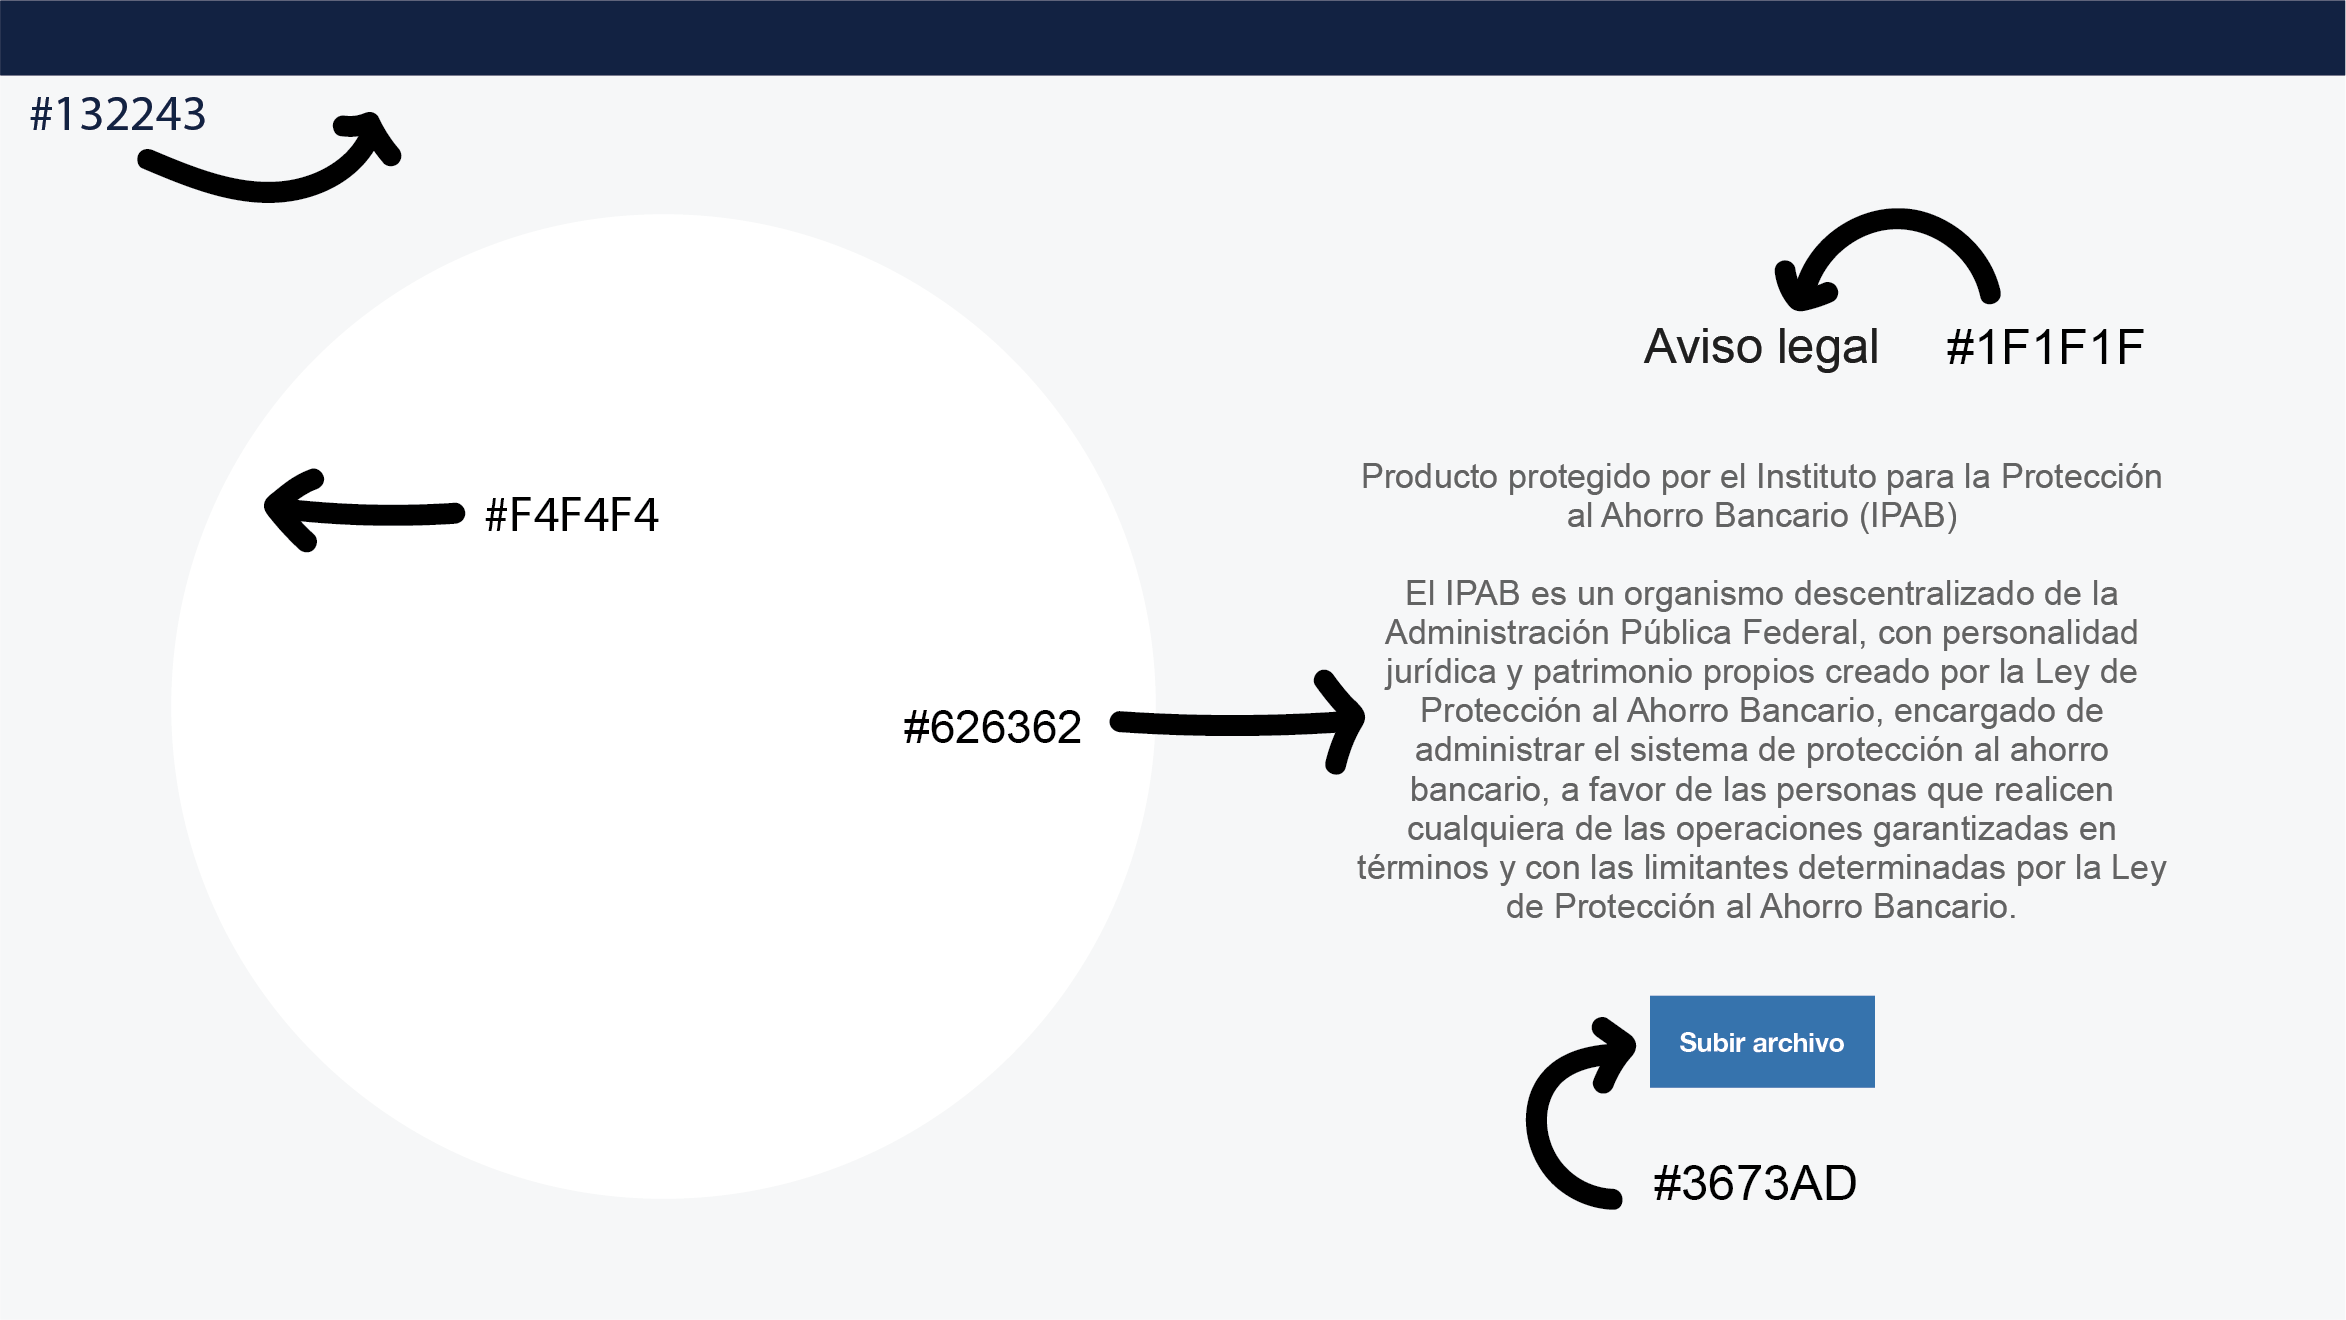 #132243
Aviso legal #1F1F1F
#F4F4F4
#626362
Producto protegido por el Instituto para la Protección
al Ahorro Bancario (IPAB)
El IPAB es un organismo descentralizado de la
Administración Pública Federal, con personalidad
jurídica y patrimonio propios creado por la Ley de
Protección al Ahorro Bancario, encargado de
administrar el sistema de protección al ahorro
bancario, a favor de las personas que realicen
cualquiera de las operaciones garantizadas en
términos y con las limitantes determinadas por la Ley
de Protección al Ahorro Bancario.
Subir archivo
#3673AD